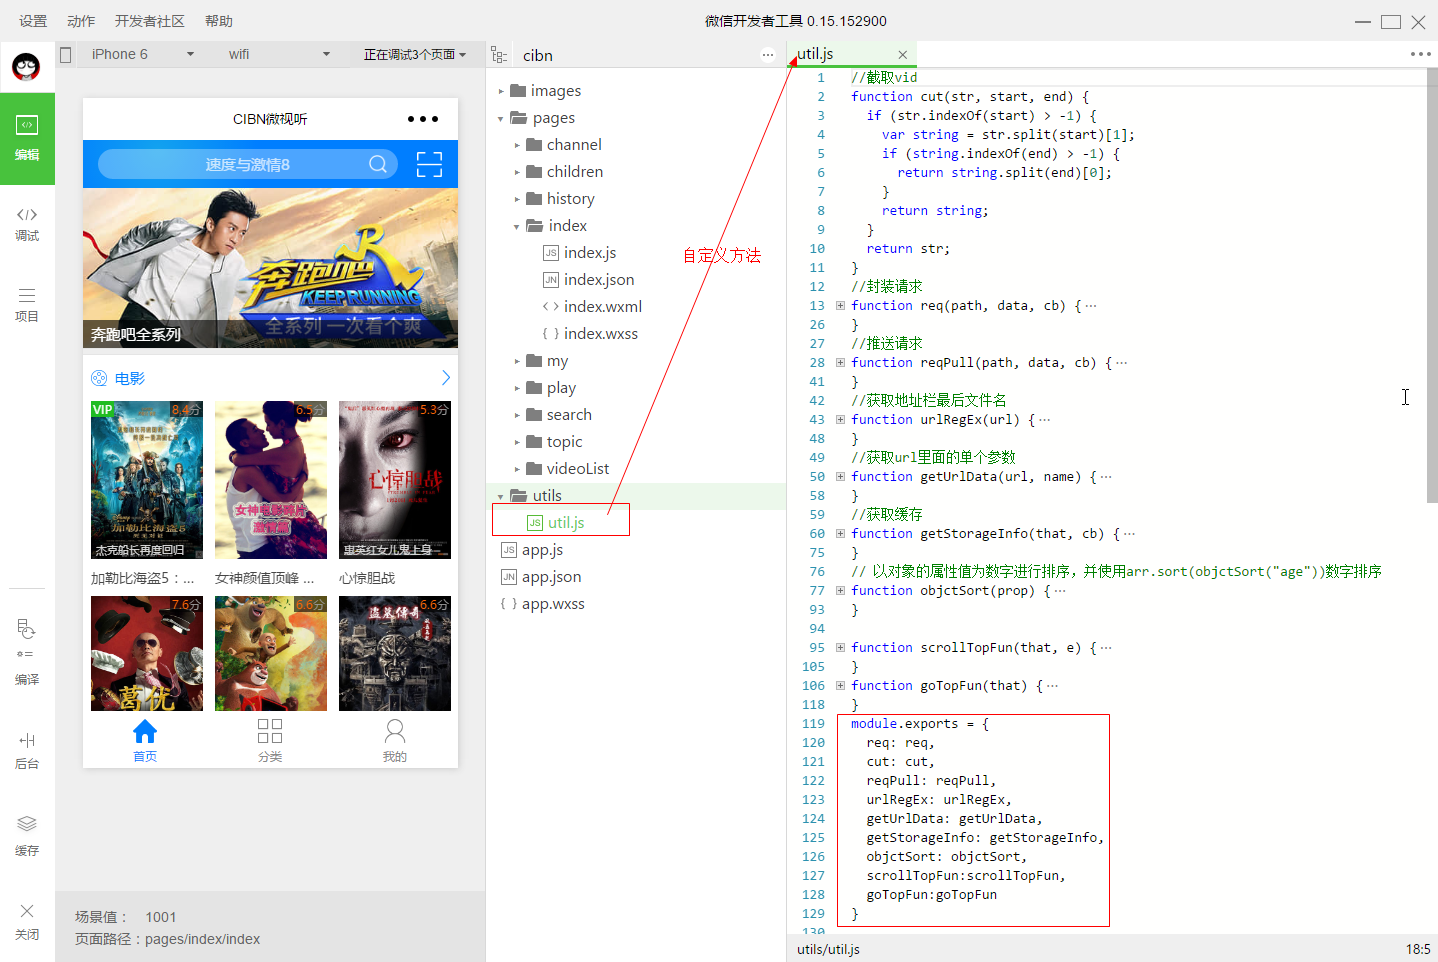 设置 动作 开发者社区 帮助
微信开发者工具 0.15.152900
iPhone 6
wifi
正在调试3个页面
编辑
调试
项目
编译
后台
缓存
关闭
CIBN微视听
速度与激情8
奔跑吧
KEEP RUNNING
全系列 一次看个爽
奔跑吧全系列
电影
VIP
8.4分
6.5分
5.3分
加勒比海盗5
女神电影碎片
激情篇
心惊胆战
杰克船长再度回归
惠英红女儿鬼上身
加勒比海盗5：...
女神颜值顶峰 ...
心惊胆战
7.6分
6.6分
6.6分
葛优
盗墓傳奇
首页
分类
我的
场景值： 1001
页面路径：pages/index/index
cibn
images
pages
channel
children
history
index
index.js
index.json
index.wxml
index.wxss
my
play
search
topic
videoList
utils
util.js
app.js
app.json
app.wxss
自定义方法
util.js
1 //截取vid
2 function cut(str, start, end) {
3 if (str.indexOf(start) > -1) {
4 var string = str.split(start)[1];
5 if (string.indexOf(end) > -1) {
6 return string.split(end)[0];
7 }
8 return string;
9 }
10 return str;
11 }
12 //封装请求
13 function req(path, data, cb) {···
26 }
27 //推送请求
28 function reqPull(path, data, cb) {···
41 }
42 //获取地址栏最后文件名
43 function urlRegEx(url) {···
48 }
49 //获取url里面的单个参数
50 function getUrlData(url, name) {···
58 }
59 //获取缓存
60 function getStorageInfo(that, cb) {···
75 }
76 // 以对象的属性值为数字进行排序，并使用arr.sort(objctSort("age"))数字排序
77 function objctSort(prop) {···
93 }
94
95 function scrollTopFun(that, e) {···
105 }
106 function goTopFun(that) {···
118 }
119 module.exports = {
120 req: req,
121 cut: cut,
122 reqPull: reqPull,
123 urlRegEx: urlRegEx,
124 getUrlData: getUrlData,
125 getStorageInfo: getStorageInfo,
126 objctSort: objctSort,
127 scrollTopFun:scrollTopFun,
128 goTopFun:goTopFun
129 }
130
utils/util.js
18:5